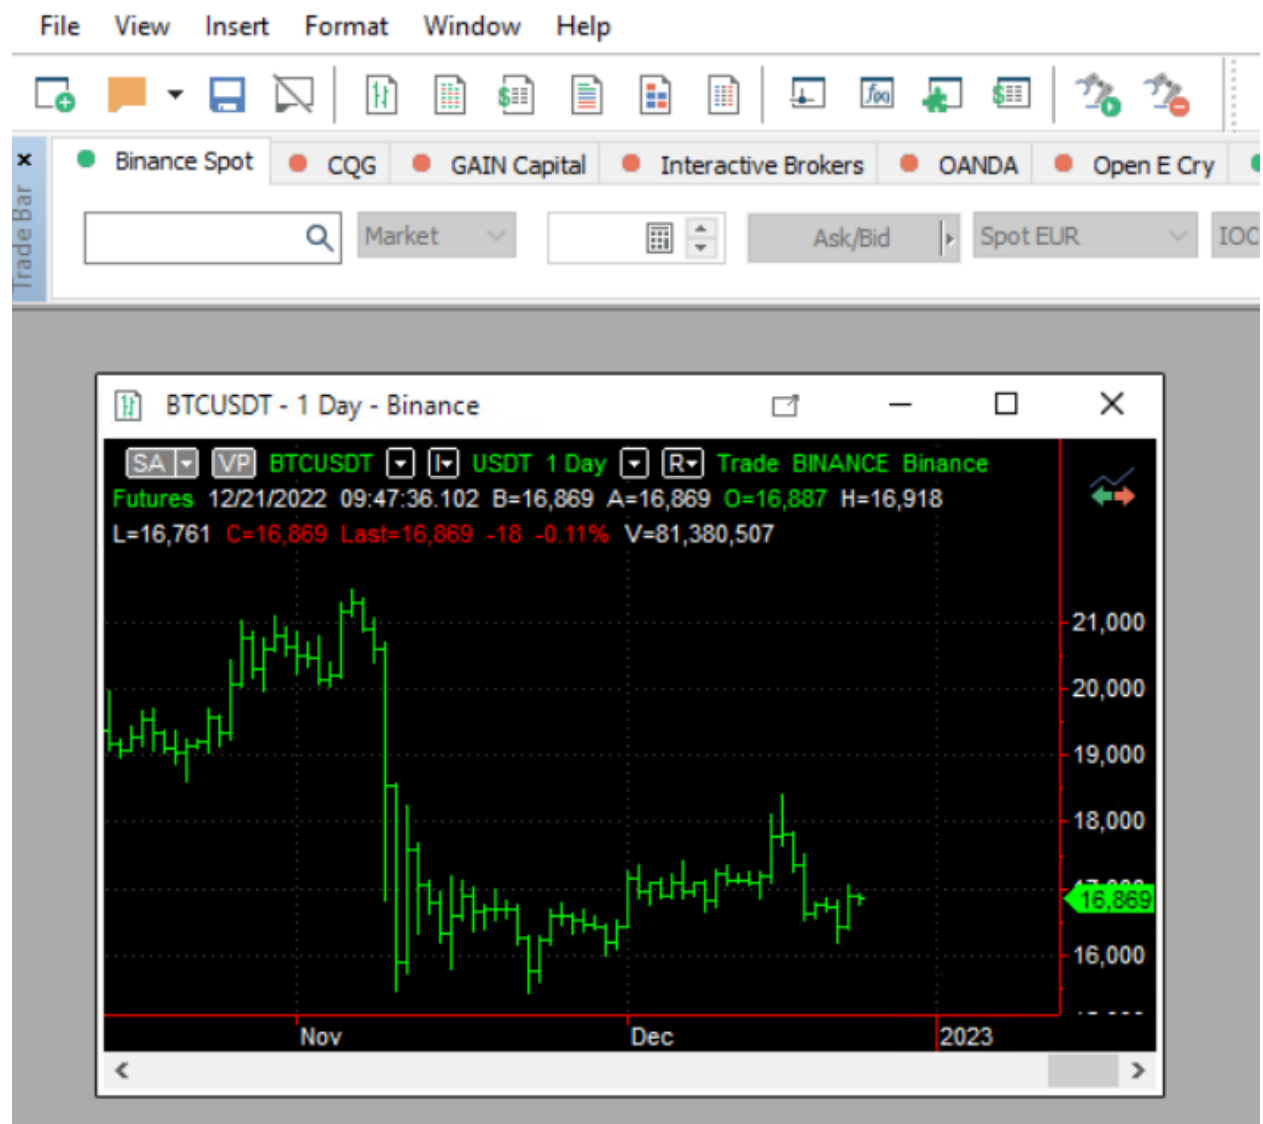 File View Insert Format Window Help
Binance Spot CQG GAIN Capital Interactive Brokers OANDA Open E Cry
Trade Bar
Market Ask/Bid Spot EUR IOC
BTCUSDT - 1 Day - Binance
SA VP BTCUSDT I USDT 1 Day R Trade BINANCE Binance
Futures 12/21/2022 09:47:36.102 B=16,869 A=16,869 O=16,887 H=16,918
L=16,761 C=16,869 Last=16,869 -18 -0.11% V=81,380,507
21,000
20,000
19,000
18,000
16,869
16,000
Nov Dec 2023